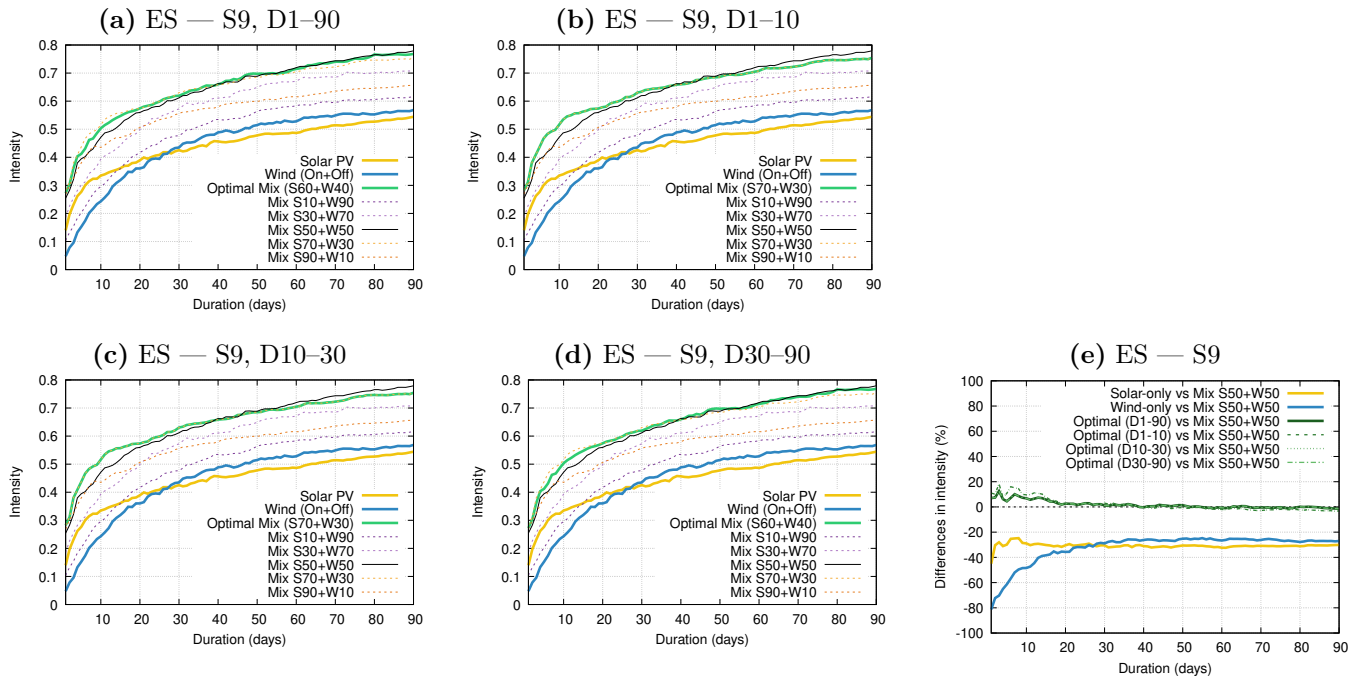 (a) ES — S9, D1–90
0.8
0.7
0.6
0.5
0.4
0.3
0.2
0.1
0
Intensity
Solar PV
Wind (On+Off)
Optimal Mix (S60+W40)
Mix S10+W90
Mix S30+W70
Mix S50+W50
Mix S70+W30
Mix S90+W10
10 20 30 40 50 60 70 80 90
Duration (days)
(b) ES — S9, D1–10
0.8
0.7
0.6
0.5
0.4
0.3
0.2
0.1
0
Intensity
Solar PV
Wind (On+Off)
Optimal Mix (S70+W30)
Mix S10+W90
Mix S30+W70
Mix S50+W50
Mix S70+W30
Mix S90+W10
10 20 30 40 50 60 70 80 90
Duration (days)
(c) ES — S9, D10–30
0.8
0.7
0.6
0.5
0.4
0.3
0.2
0.1
0
Intensity
Solar PV
Wind (On+Off)
Optimal Mix (S70+W30)
Mix S10+W90
Mix S30+W70
Mix S50+W50
Mix S70+W30
Mix S90+W10
10 20 30 40 50 60 70 80 90
Duration (days)
(d) ES — S9, D30–90
0.8
0.7
0.6
0.5
0.4
0.3
0.2
0.1
0
Intensity
Solar PV
Wind (On+Off)
Optimal Mix (S60+W40)
Mix S10+W90
Mix S30+W70
Mix S50+W50
Mix S70+W30
Mix S90+W10
10 20 30 40 50 60 70 80 90
Duration (days)
(e) ES — S9
100
80
60
40
20
0
-20
-40
-60
-80
-100
Differences in intensity (%)
Solar-only vs Mix S50+W50
Wind-only vs Mix S50+W50
Optimal (D1-90) vs Mix S50+W50
Optimal (D1-10) vs Mix S50+W50
Optimal (D10-30) vs Mix S50+W50
Optimal (D30-90) vs Mix S50+W50
10 20 30 40 50 60 70 80 90
Duration (days)